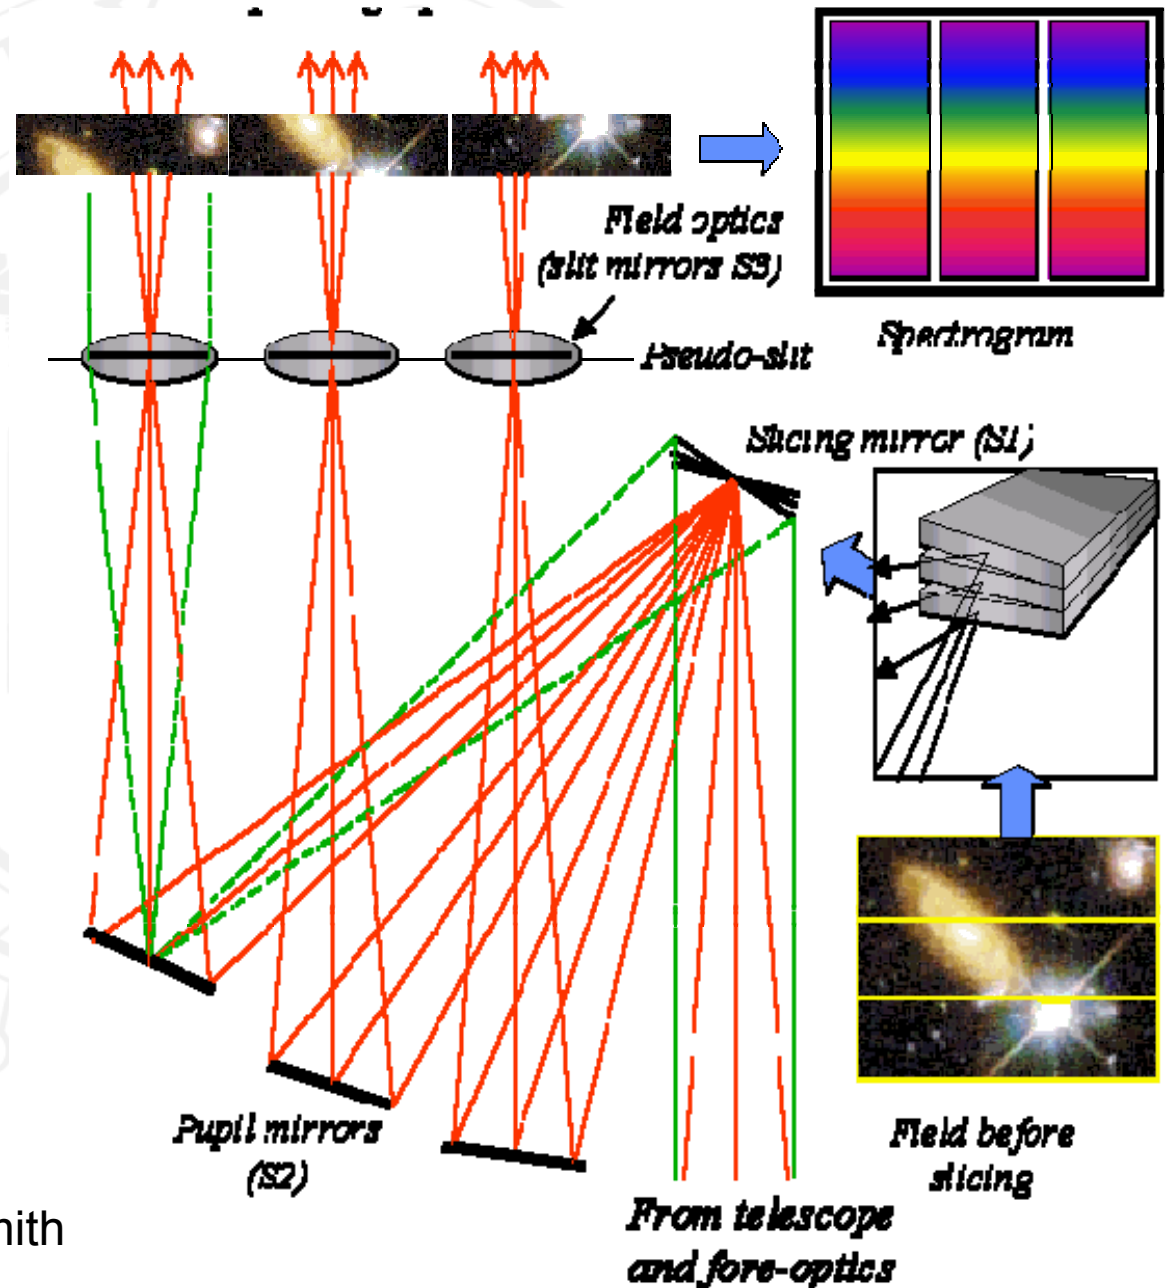 Field optics
(slit mirrors S3)
Pseudo-slit
Spectrogram
Slicing mirror (S1)
Pupil mirrors
(S2)
Field before
slicing
From telescope
and fore-optics